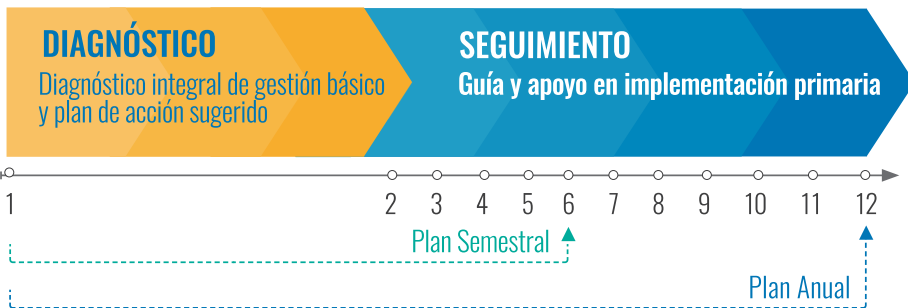 DIAGNÓSTICO
Diagnóstico integral de gestión básico
y plan de acción sugerido
SEGUIMIENTO
Guía y apoyo en implementación primaria
1 2 3 4 5 6 7 8 9 10 11 12
Plan Semestral
Plan Anual